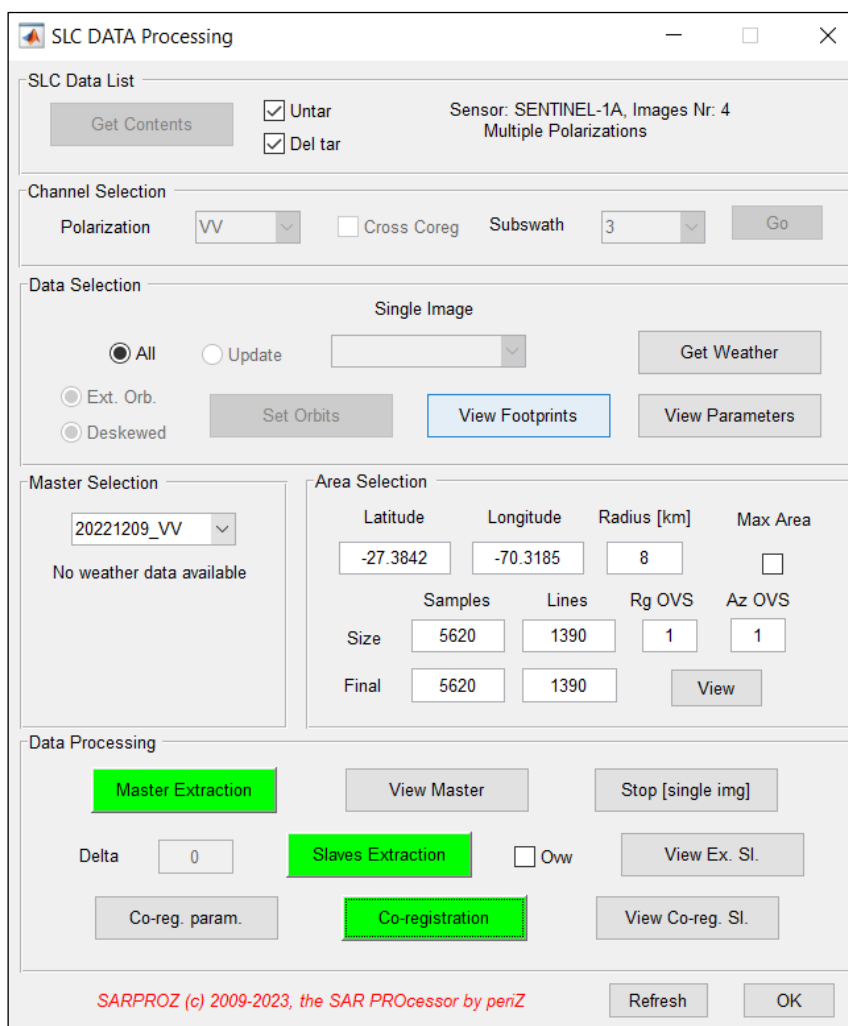 SLC DATA Processing
SLC Data List
Get Contents
Untar
Del tar
Sensor: SENTINEL-1A, Images Nr: 4
Multiple Polarizations
Channel Selection
Polarization
VV
Cross Coreg
Subswath
3
Go
Data Selection
Single Image
All
Update
Get Weather
Ext. Orb.
Deskewed
Set Orbits
View Footprints
View Parameters
Master Selection
20221209_VV
No weather data available
Area Selection
Latitude Longitude Radius [km] Max Area
-27.3842 -70.3185 8
Samples Lines Rg OVS Az OVS
Size 5620 1390 1 1
Final 5620 1390 View
Data Processing
Master Extraction View Master Stop [single img]
Delta 0 Slaves Extraction Ovw View Ex. Sl.
Co-reg. param. Co-registration View Co-reg. Sl.
SARPROZ (c) 2009-2023, the SAR PROcessor by periZ Refresh OK